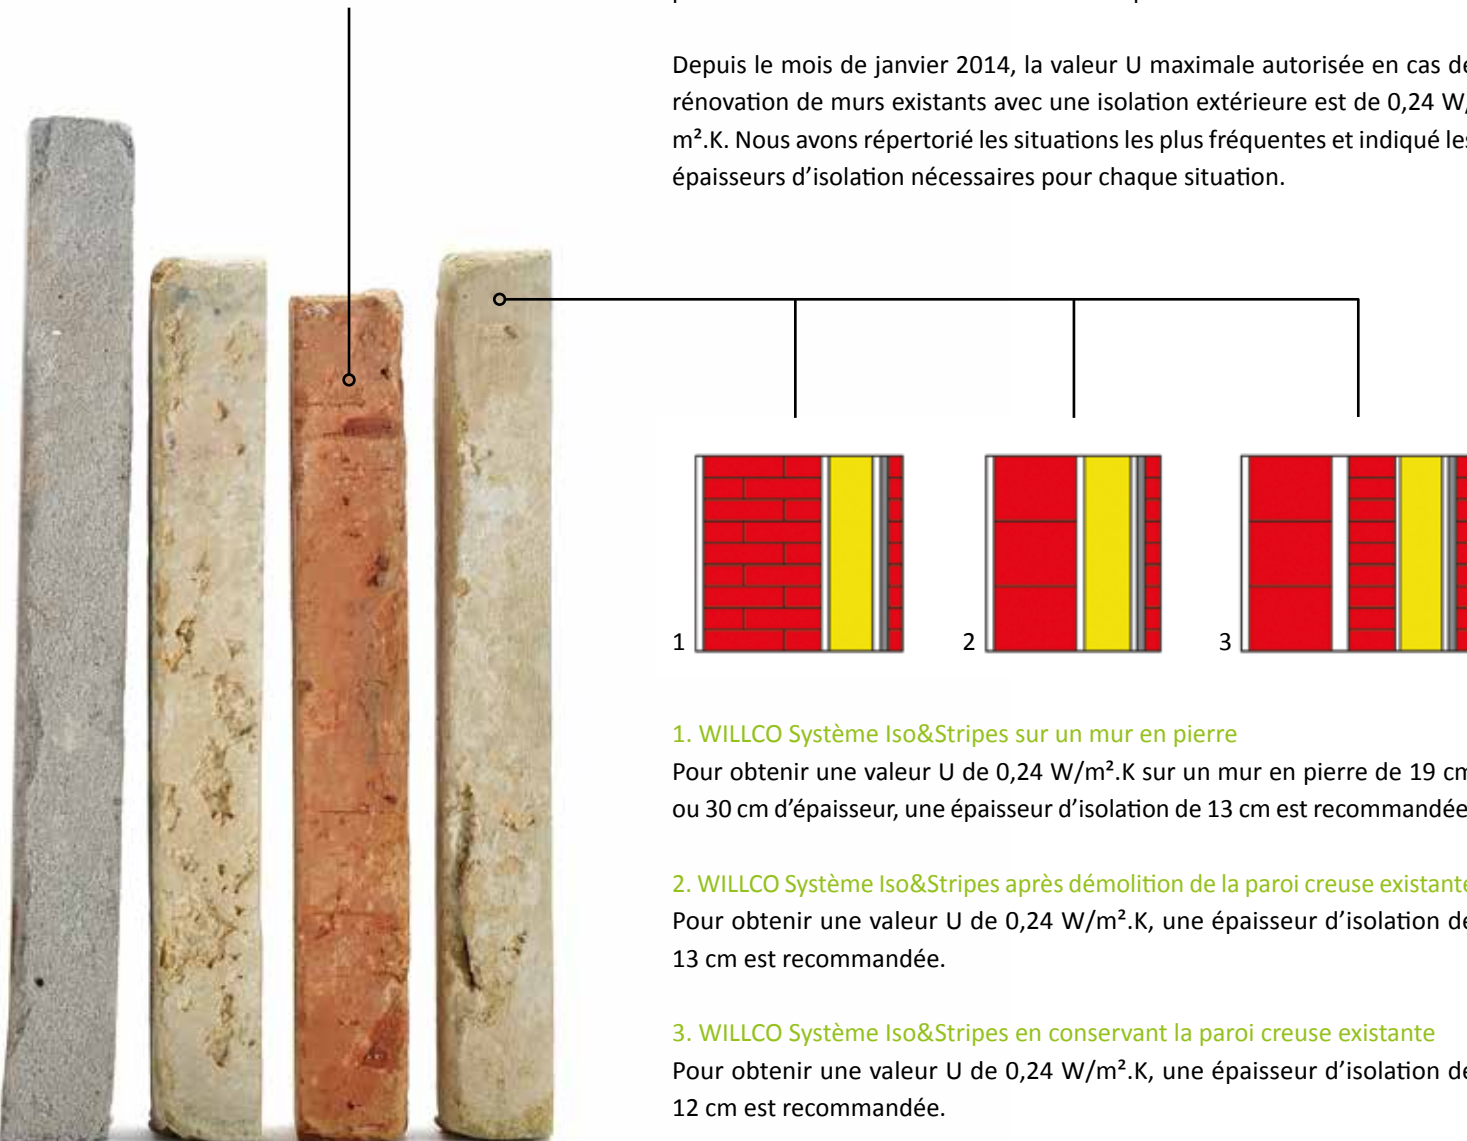 Depuis le mois de janvier 2014, la valeur U maximale autorisée en cas de
rénovation de murs existants avec une isolation extérieure est de 0,24 W/
m².K. Nous avons répertorié les situations les plus fréquentes et indiqué les
épaisseurs d’isolation nécessaires pour chaque situation.
1
2
3
1. WILLCO Système Iso&Stripes sur un mur en pierre
Pour obtenir une valeur U de 0,24 W/m².K sur un mur en pierre de 19 cm
ou 30 cm d’épaisseur, une épaisseur d’isolation de 13 cm est recommandée
2. WILLCO Système Iso&Stripes après démolition de la paroi creuse existante
Pour obtenir une valeur U de 0,24 W/m².K, une épaisseur d’isolation de
13 cm est recommandée.
3. WILLCO Système Iso&Stripes en conservant la paroi creuse existante
Pour obtenir une valeur U de 0,24 W/m².K, une épaisseur d’isolation de
12 cm est recommandée.